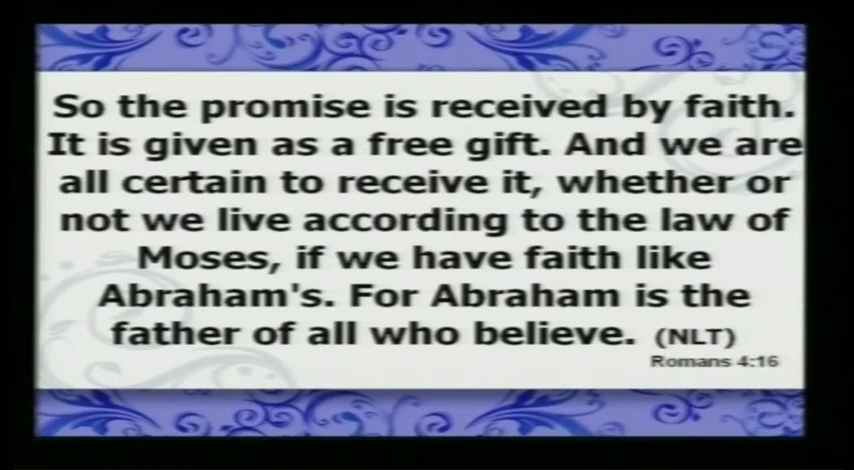 So the promise is received by faith.
It is given as a free gift. And we are
all certain to receive it, whether or
not we live according to the law of
Moses, if we have faith like
Abraham's. For Abraham is the
father of all who believe. (NLT)
Romans 4:16